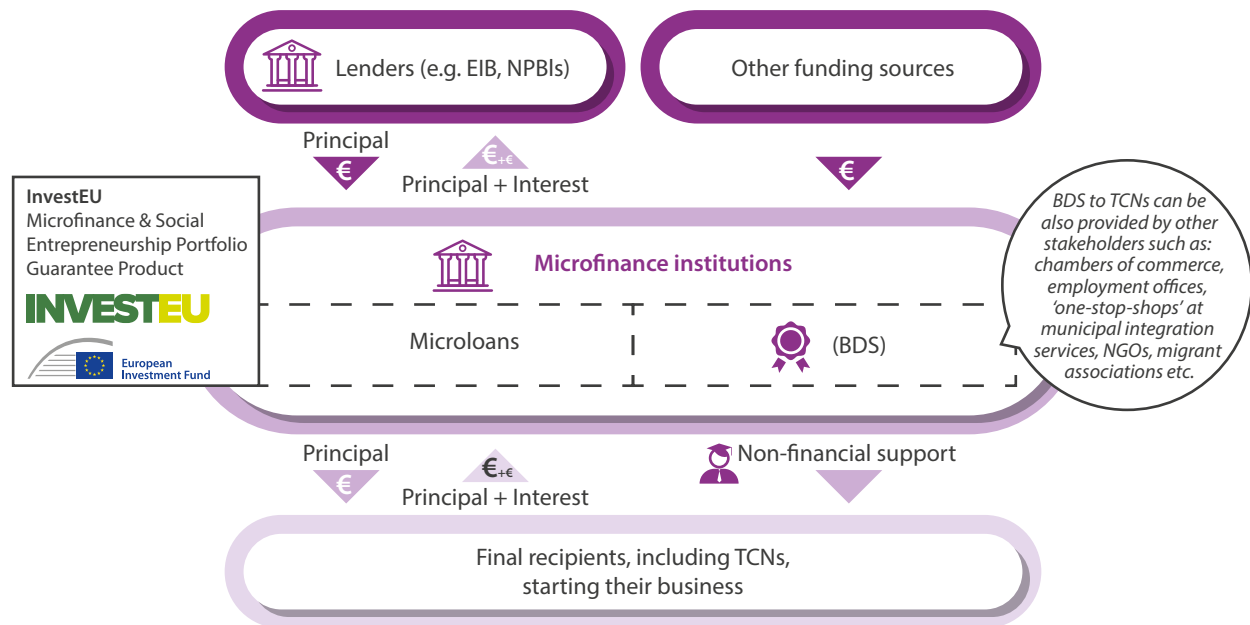 Lenders (e.g. EIB, NPBIs)
Other funding sources
Principal
€
€+€
Principal + Interest
€
InvestEU
Microfinance & Social
Entrepreneurship Portfolio
Guarantee Product
INVESTEU
European
Investment Fund
Microfinance institutions
Microloans
(BDS)
BDS to TCNs can be
also provided by other
stakeholders such as:
chambers of commerce,
employment offices,
‘one-stop-shops’ at
municipal integration
services, NGOs, migrant
associations etc.
Principal
€
€+€
Principal + Interest
Non-financial support
Final recipients, including TCNs,
starting their business